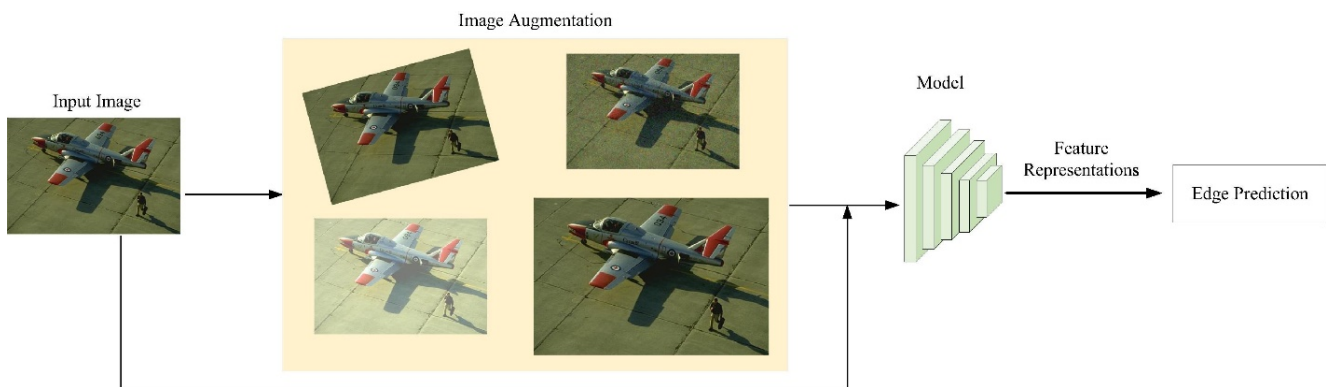 Image Augmentation
Input Image
Model
Feature
Representations
Edge Prediction